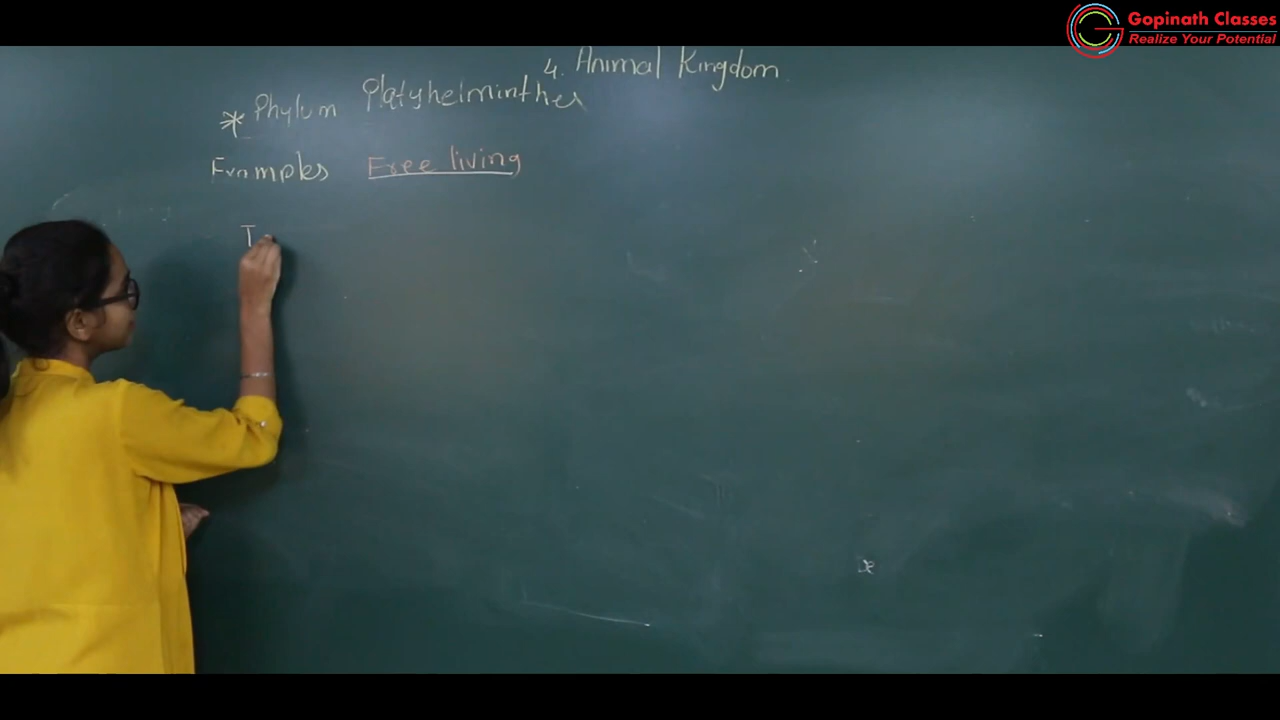 Gopinath Classes
Realize Your Potential
4. Animal Kingdom
* Phylum Platyhelminthes
Examples Free living
T